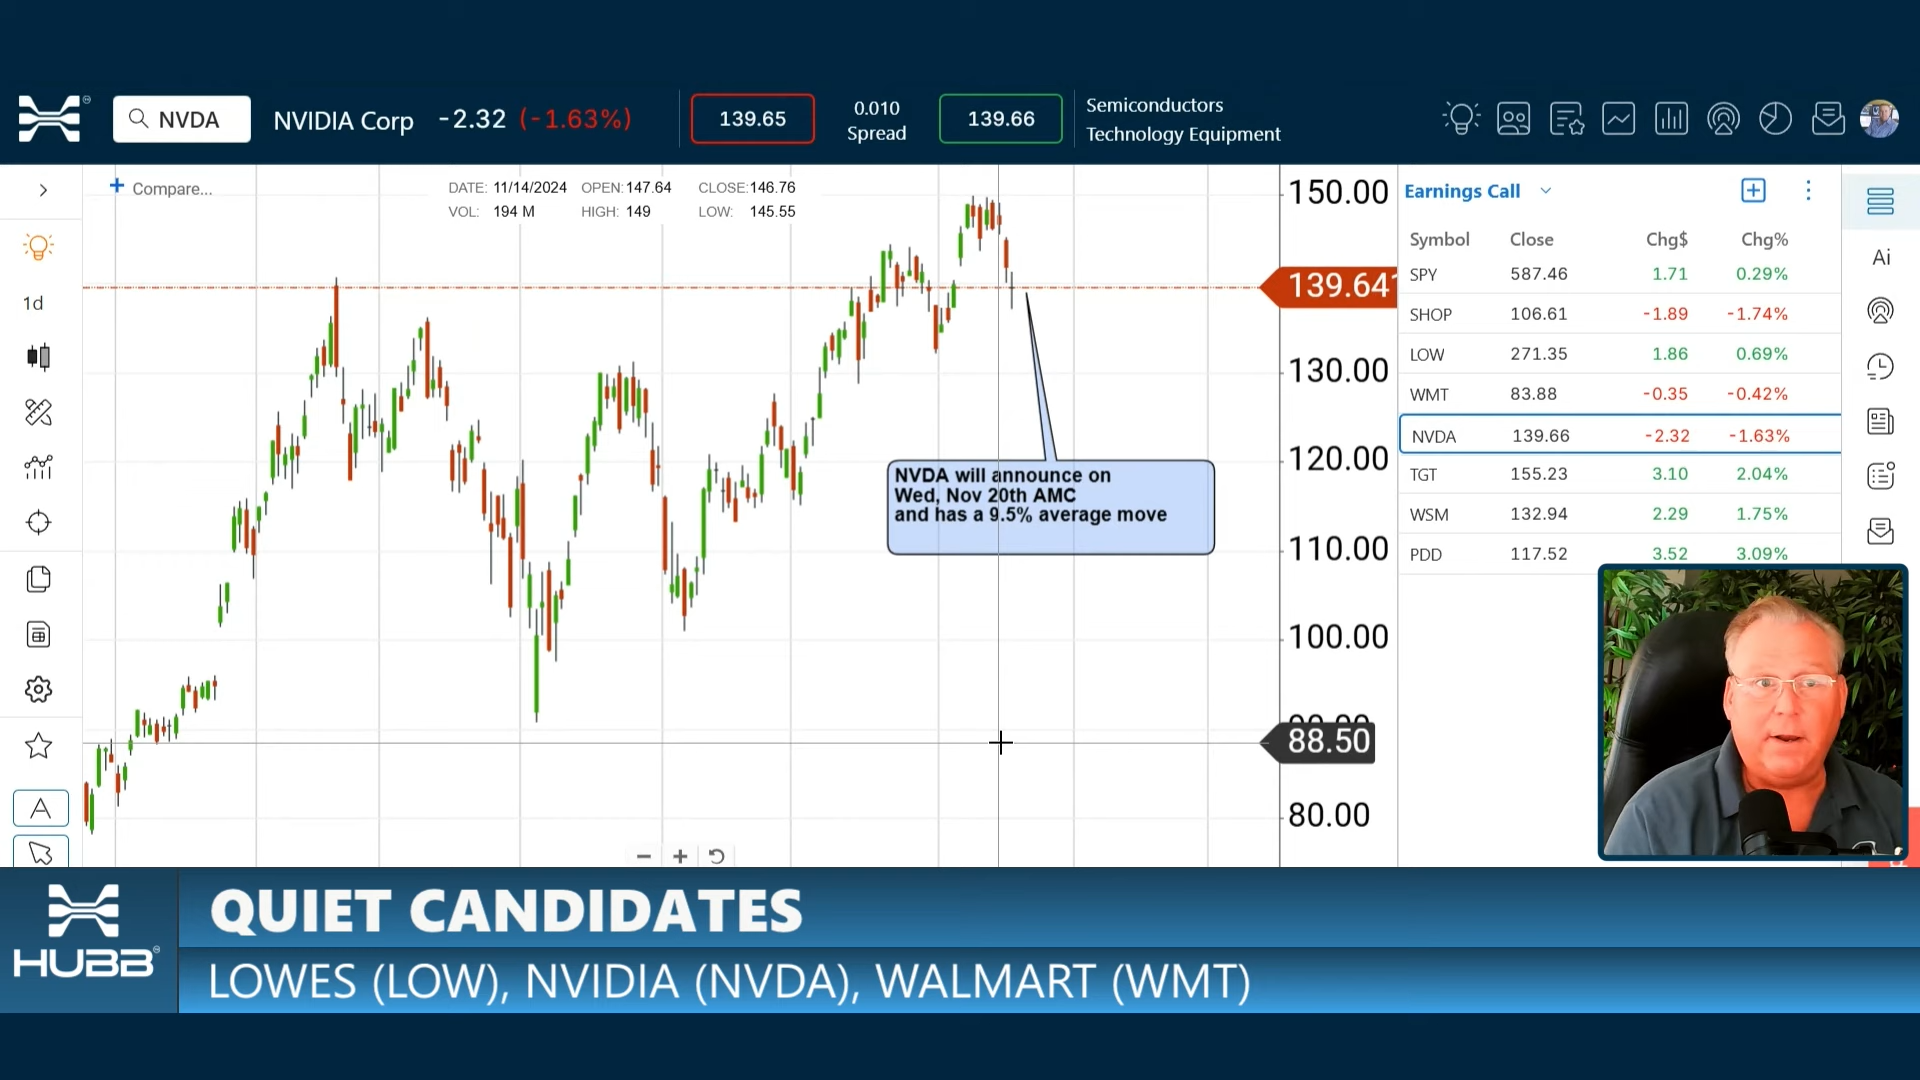 NVDA
NVIDIA Corp -2.32 (-1.63%)
139.65
0.010
Spread
139.66
Semiconductors
Technology Equipment
Compare...
DATE: 11/14/2024 OPEN: 147.64 CLOSE: 146.76
VOL: 194 M HIGH: 149 LOW: 145.55
1d
A
150.00
139.64
130.00
120.00
110.00
100.00
88.50
80.00
NVDA will announce on
Wed, Nov 20th AMC
and has a 9.5% average move
Earnings Call
Symbol Close Chg$ Chg%
SPY 587.46 1.71 0.29%
SHOP 106.61 -1.89 -1.74%
LOW 271.35 1.86 0.69%
WMT 83.88 -0.35 -0.42%
NVDA 139.66 -2.32 -1.63%
TGT 155.23 3.10 2.04%
WSM 132.94 2.29 1.75%
PDD 117.52 3.52 3.09%
Ai
HUBB
QUIET CANDIDATES
LOWES (LOW), NVIDIA (NVDA), WALMART (WMT)